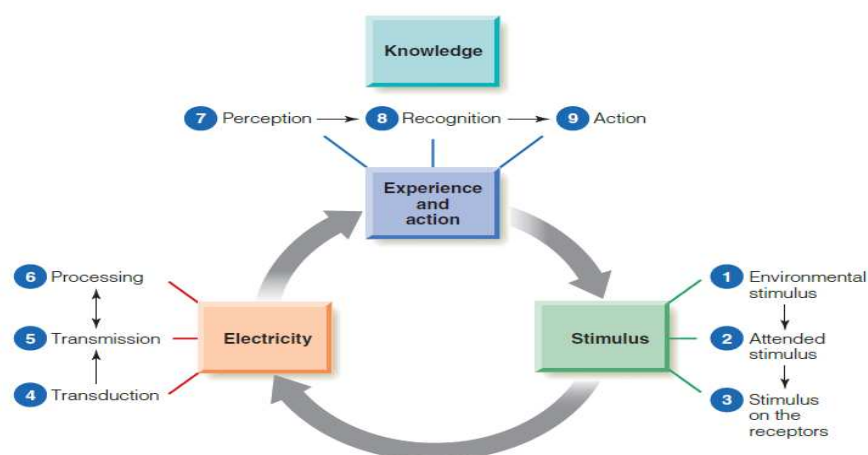 Knowledge
7 Perception 8 Recognition 9 Action
Experience
and
action
6 Processing
5 Transmission
4 Transduction
Electricity
Stimulus
1 Environmental
stimulus
2 Attended
stimulus
3 Stimulus
on the
receptors